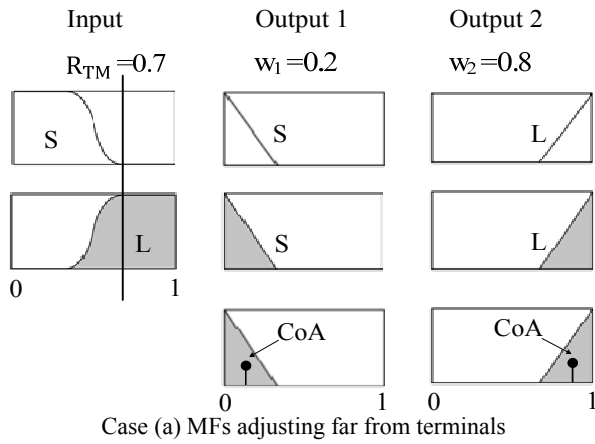 Input Output 1 Output 2
R_TM=0.7 w₁=0.2 w₂=0.8
S S L
L S L
0 1
CoA CoA
0 1 0 1
Case (a) MFs adjusting far from terminals